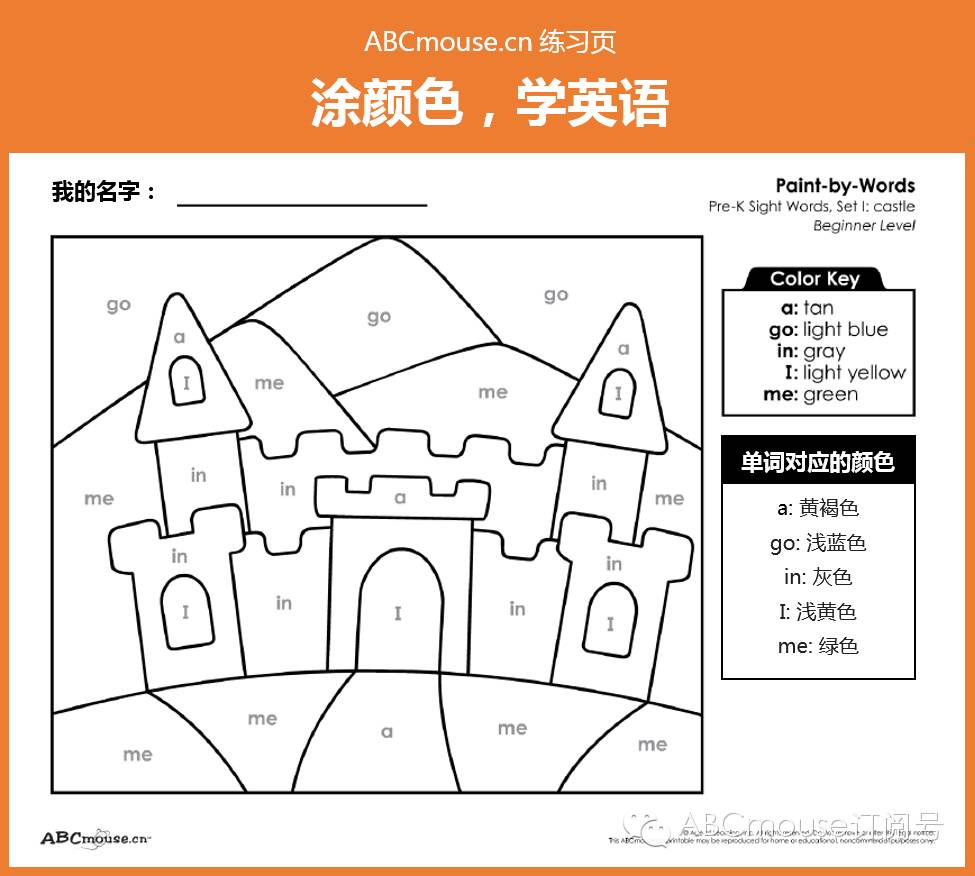 ABCmouse.cn 练习页
涂颜色，学英语
我的名字：
Paint-by-Words
Pre-K Sight Words, Set I: castle
Beginner Level
Color Key
a: tan
go: light blue
in: gray
I: light yellow
me: green
单词对应的颜色
a: 黄褐色
go: 浅蓝色
in: 灰色
I: 浅黄色
me: 绿色
go
go
go
a
a
I
me
me
I
in
in
a
in
me
me
in
in
I
in
I
in
I
me
me
a
me
me
ABCmouse.cn
ABCmouse订阅号